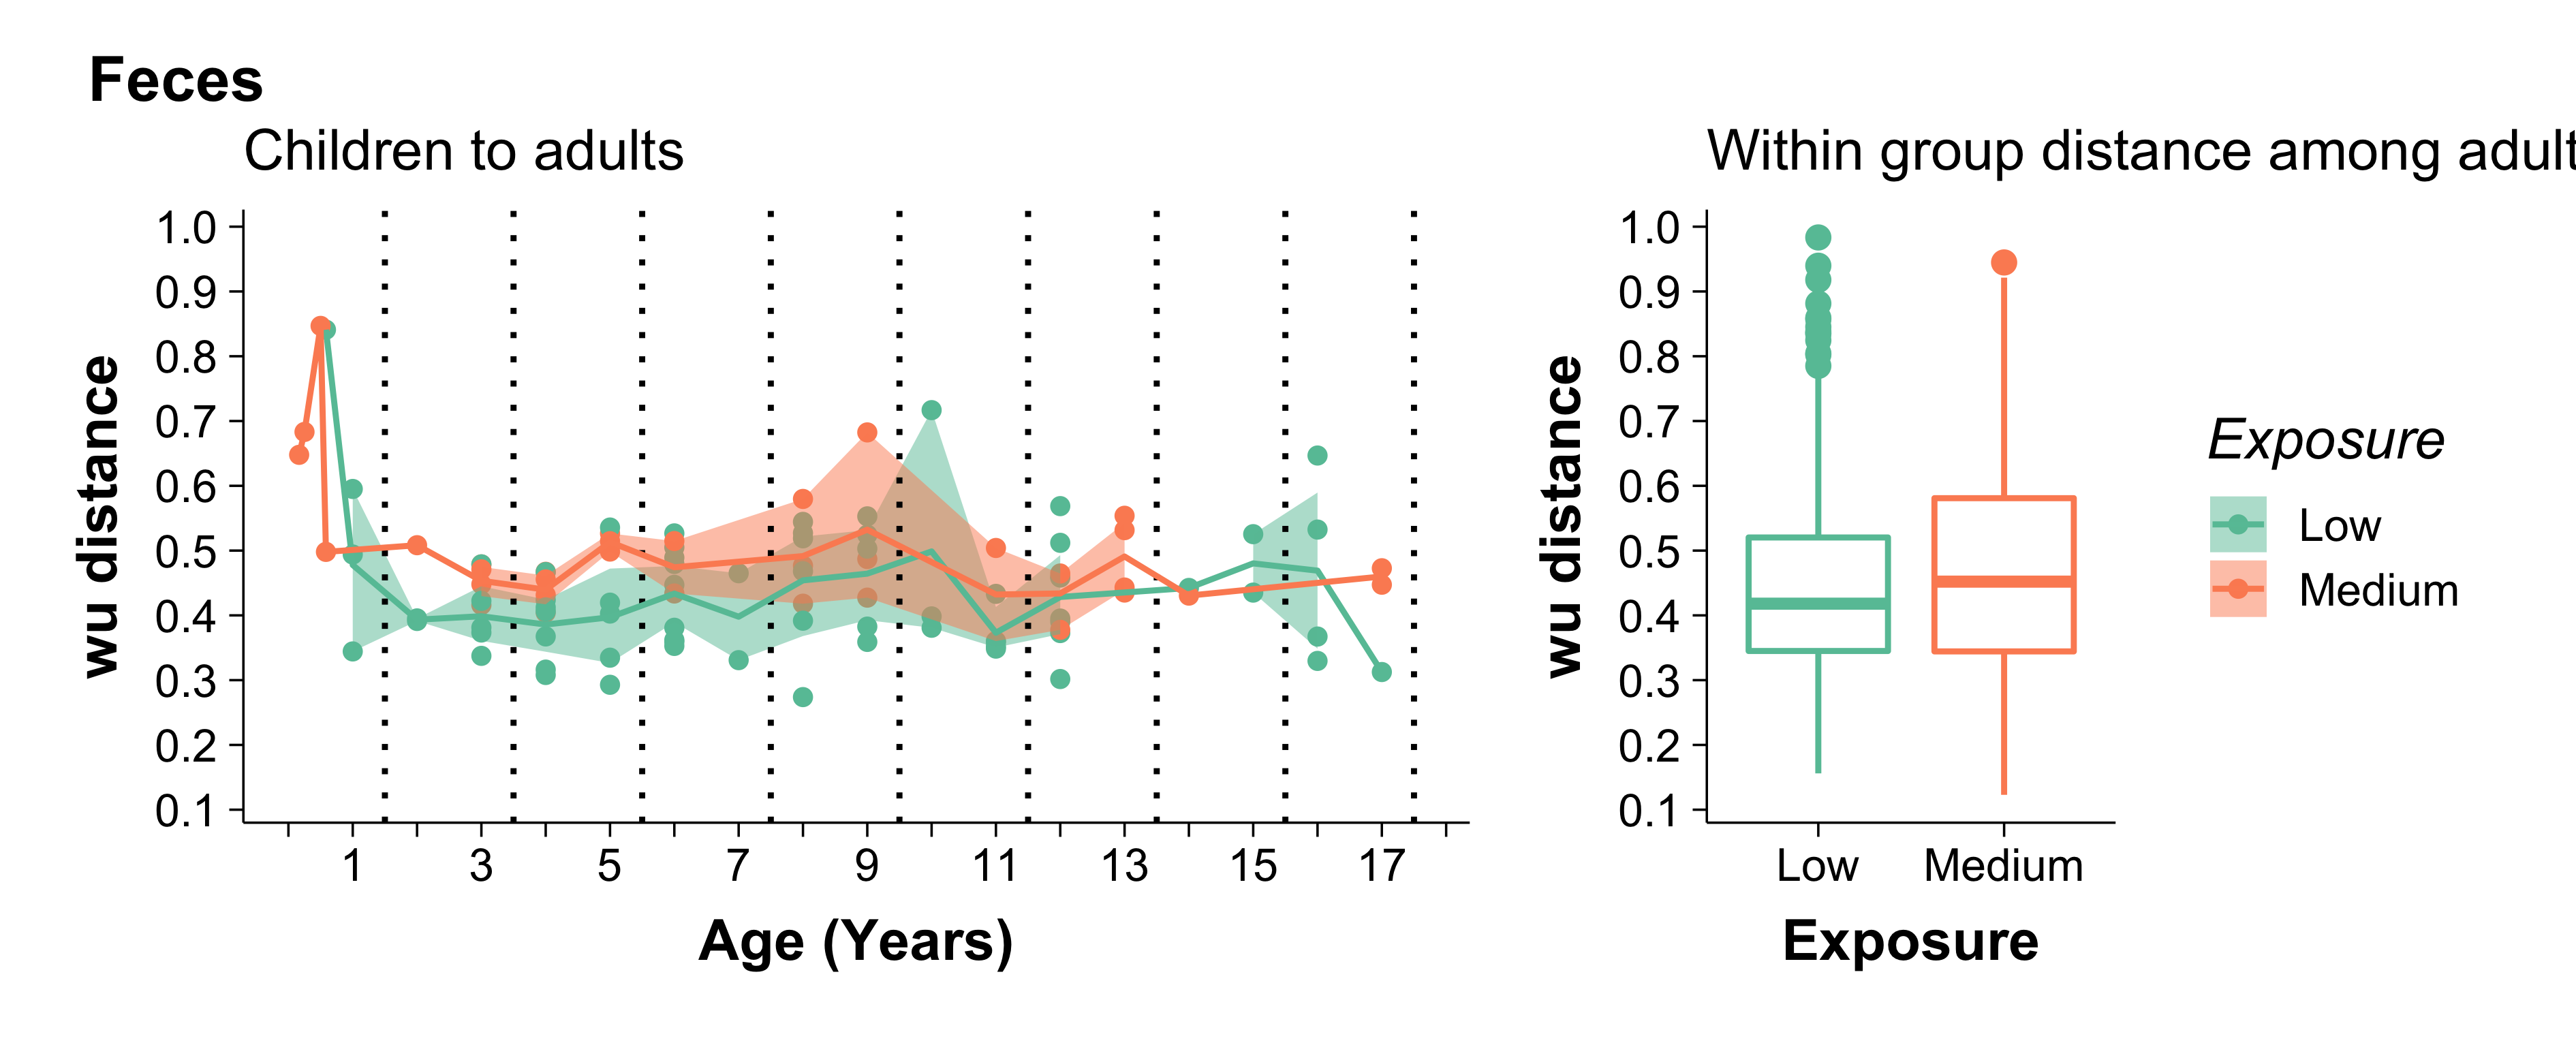 Feces
Children to adults
wu distance
1.0
0.9
0.8
0.7
0.6
0.5
0.4
0.3
0.2
0.1
1 3 5 7 9 11 13 15 17
Age (Years)
Within group distance among adult
wu distance
1.0
0.9
0.8
0.7
0.6
0.5
0.4
0.3
0.2
0.1
Low Medium
Exposure
Exposure
Low
Medium